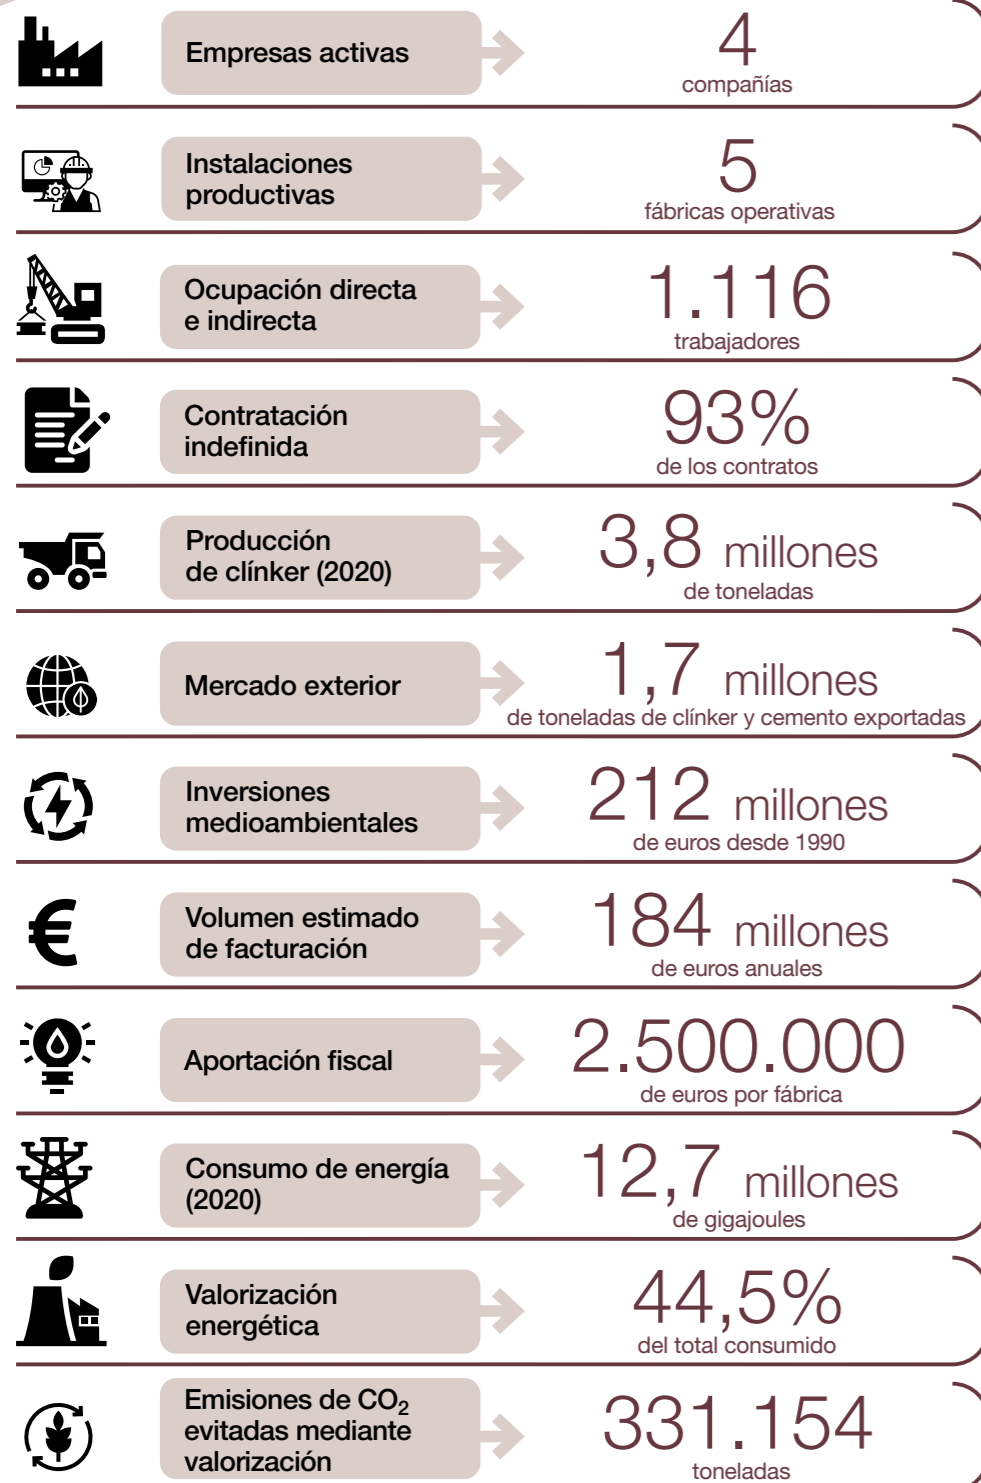 Empresas activas
4
compañías
Instalaciones
productivas
5
fábricas operativas
Ocupación directa
e indirecta
1.116
trabajadores
Contratación
indefinida
93%
de los contratos
Producción
de clínker (2020)
3,8 millones
de toneladas
Mercado exterior
1,7 millones
de toneladas de clínker y cemento exportadas
Inversiones
medioambientales
212 millones
de euros desde 1990
Volumen estimado
de facturación
184 millones
de euros anuales
Aportación fiscal
2.500.000
de euros por fábrica
Consumo de energía
(2020)
12,7 millones
de gigajoules
Valorización
energética
44,5%
del total consumido
Emisiones de CO₂
evitadas mediante
valorización
331.154
toneladas